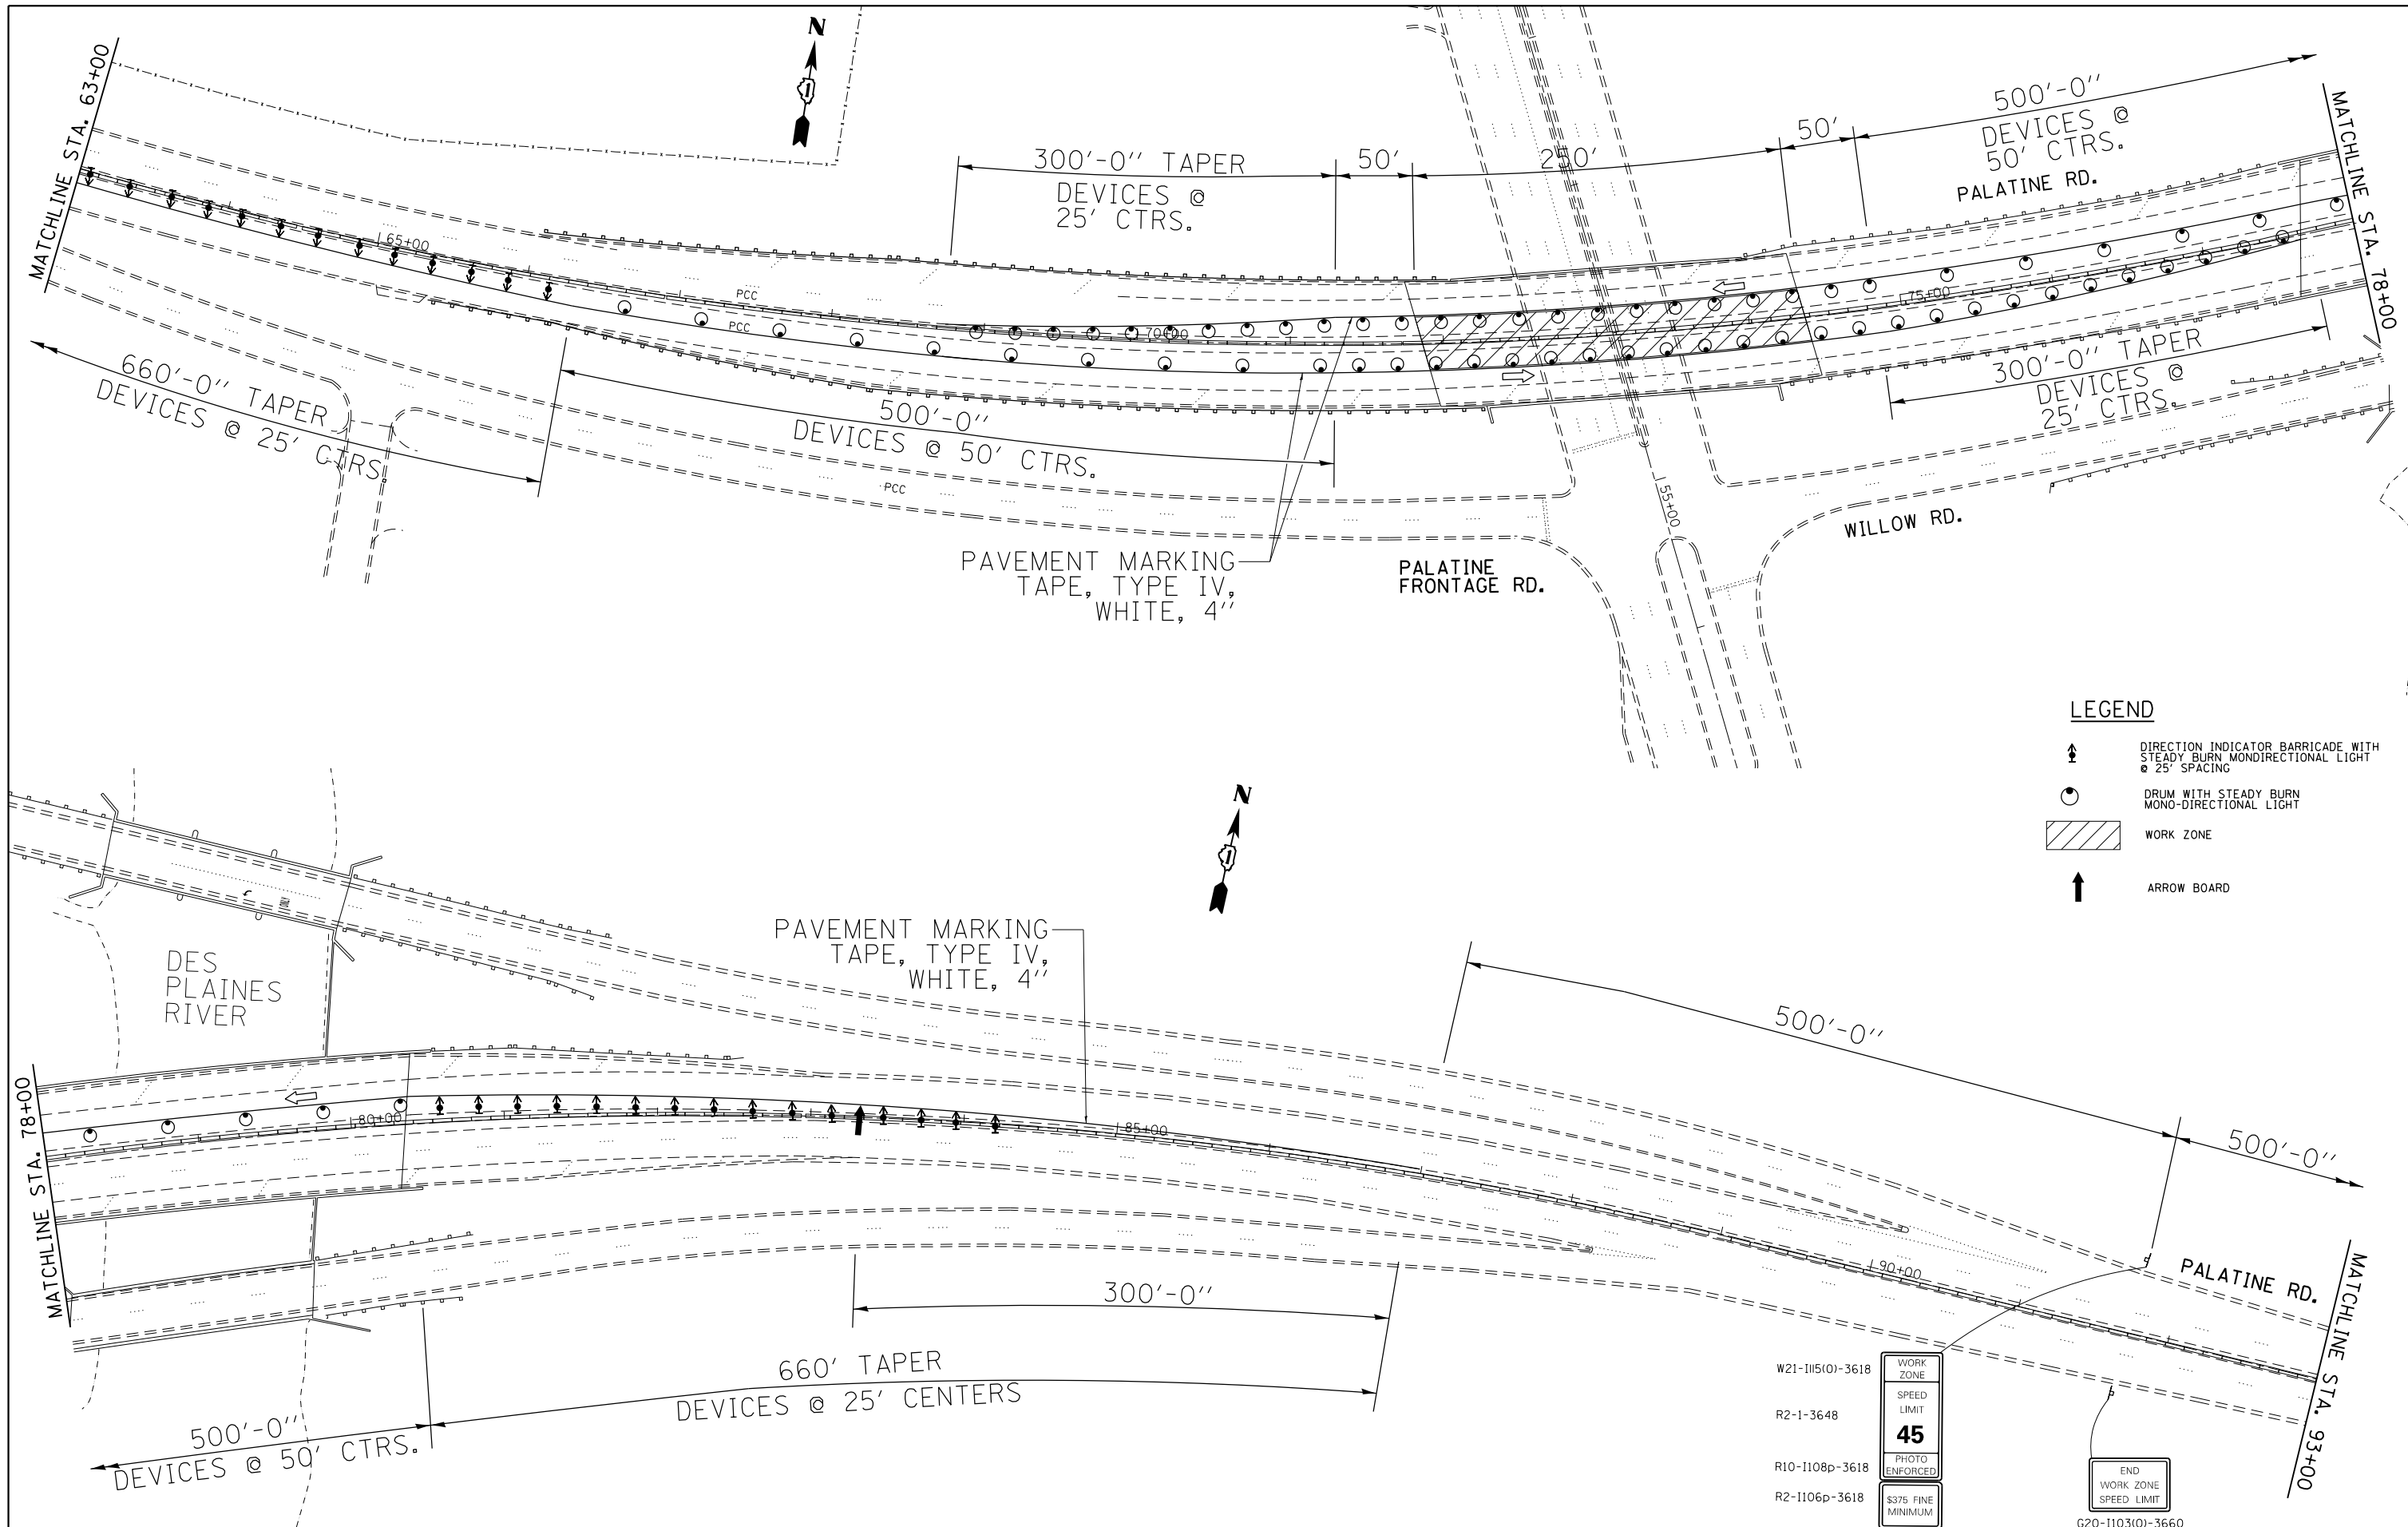 MATCHLINE STA. 63+00
N
300'-0" TAPER
DEVICES @
25' CTRS.
50'
250'
50'
500'-0"
DEVICES @
50' CTRS.
PALATINE RD.
MATCHLINE STA. 78+00
65+00
PCC
PCC
70+00
75+00
660'-0" TAPER
DEVICES @ 25' CTRS.
500'-0"
DEVICES @ 50' CTRS.
300'-0" TAPER
DEVICES @
25' CTRS.
PCC
PAVEMENT MARKING
TAPE, TYPE IV,
WHITE, 4"
PALATINE
FRONTAGE RD.
55+00
WILLOW RD.
LEGEND
DIRECTION INDICATOR BARRICADE WITH
STEADY BURN MONDIRECTIONAL LIGHT
@ 25' SPACING
DRUM WITH STEADY BURN
MONO-DIRECTIONAL LIGHT
WORK ZONE
ARROW BOARD
N
DES
PLAINES
RIVER
PAVEMENT MARKING
TAPE, TYPE IV,
WHITE, 4"
500'-0"
500'-0"
MATCHLINE STA. 78+00
80+00
85+00
90+00
PALATINE RD.
MATCHLINE STA. 93+00
300'-0"
660' TAPER
DEVICES @ 25' CENTERS
500'-0"
DEVICES @ 50' CTRS.
W21-I115(O)-3618
R2-1-3648
R10-I108p-3618
R2-I106p-3618
WORK
ZONE
SPEED
LIMIT
45
PHOTO
ENFORCED
$375 FINE
MINIMUM
END
WORK ZONE
SPEED LIMIT
G20-I103(O)-3660